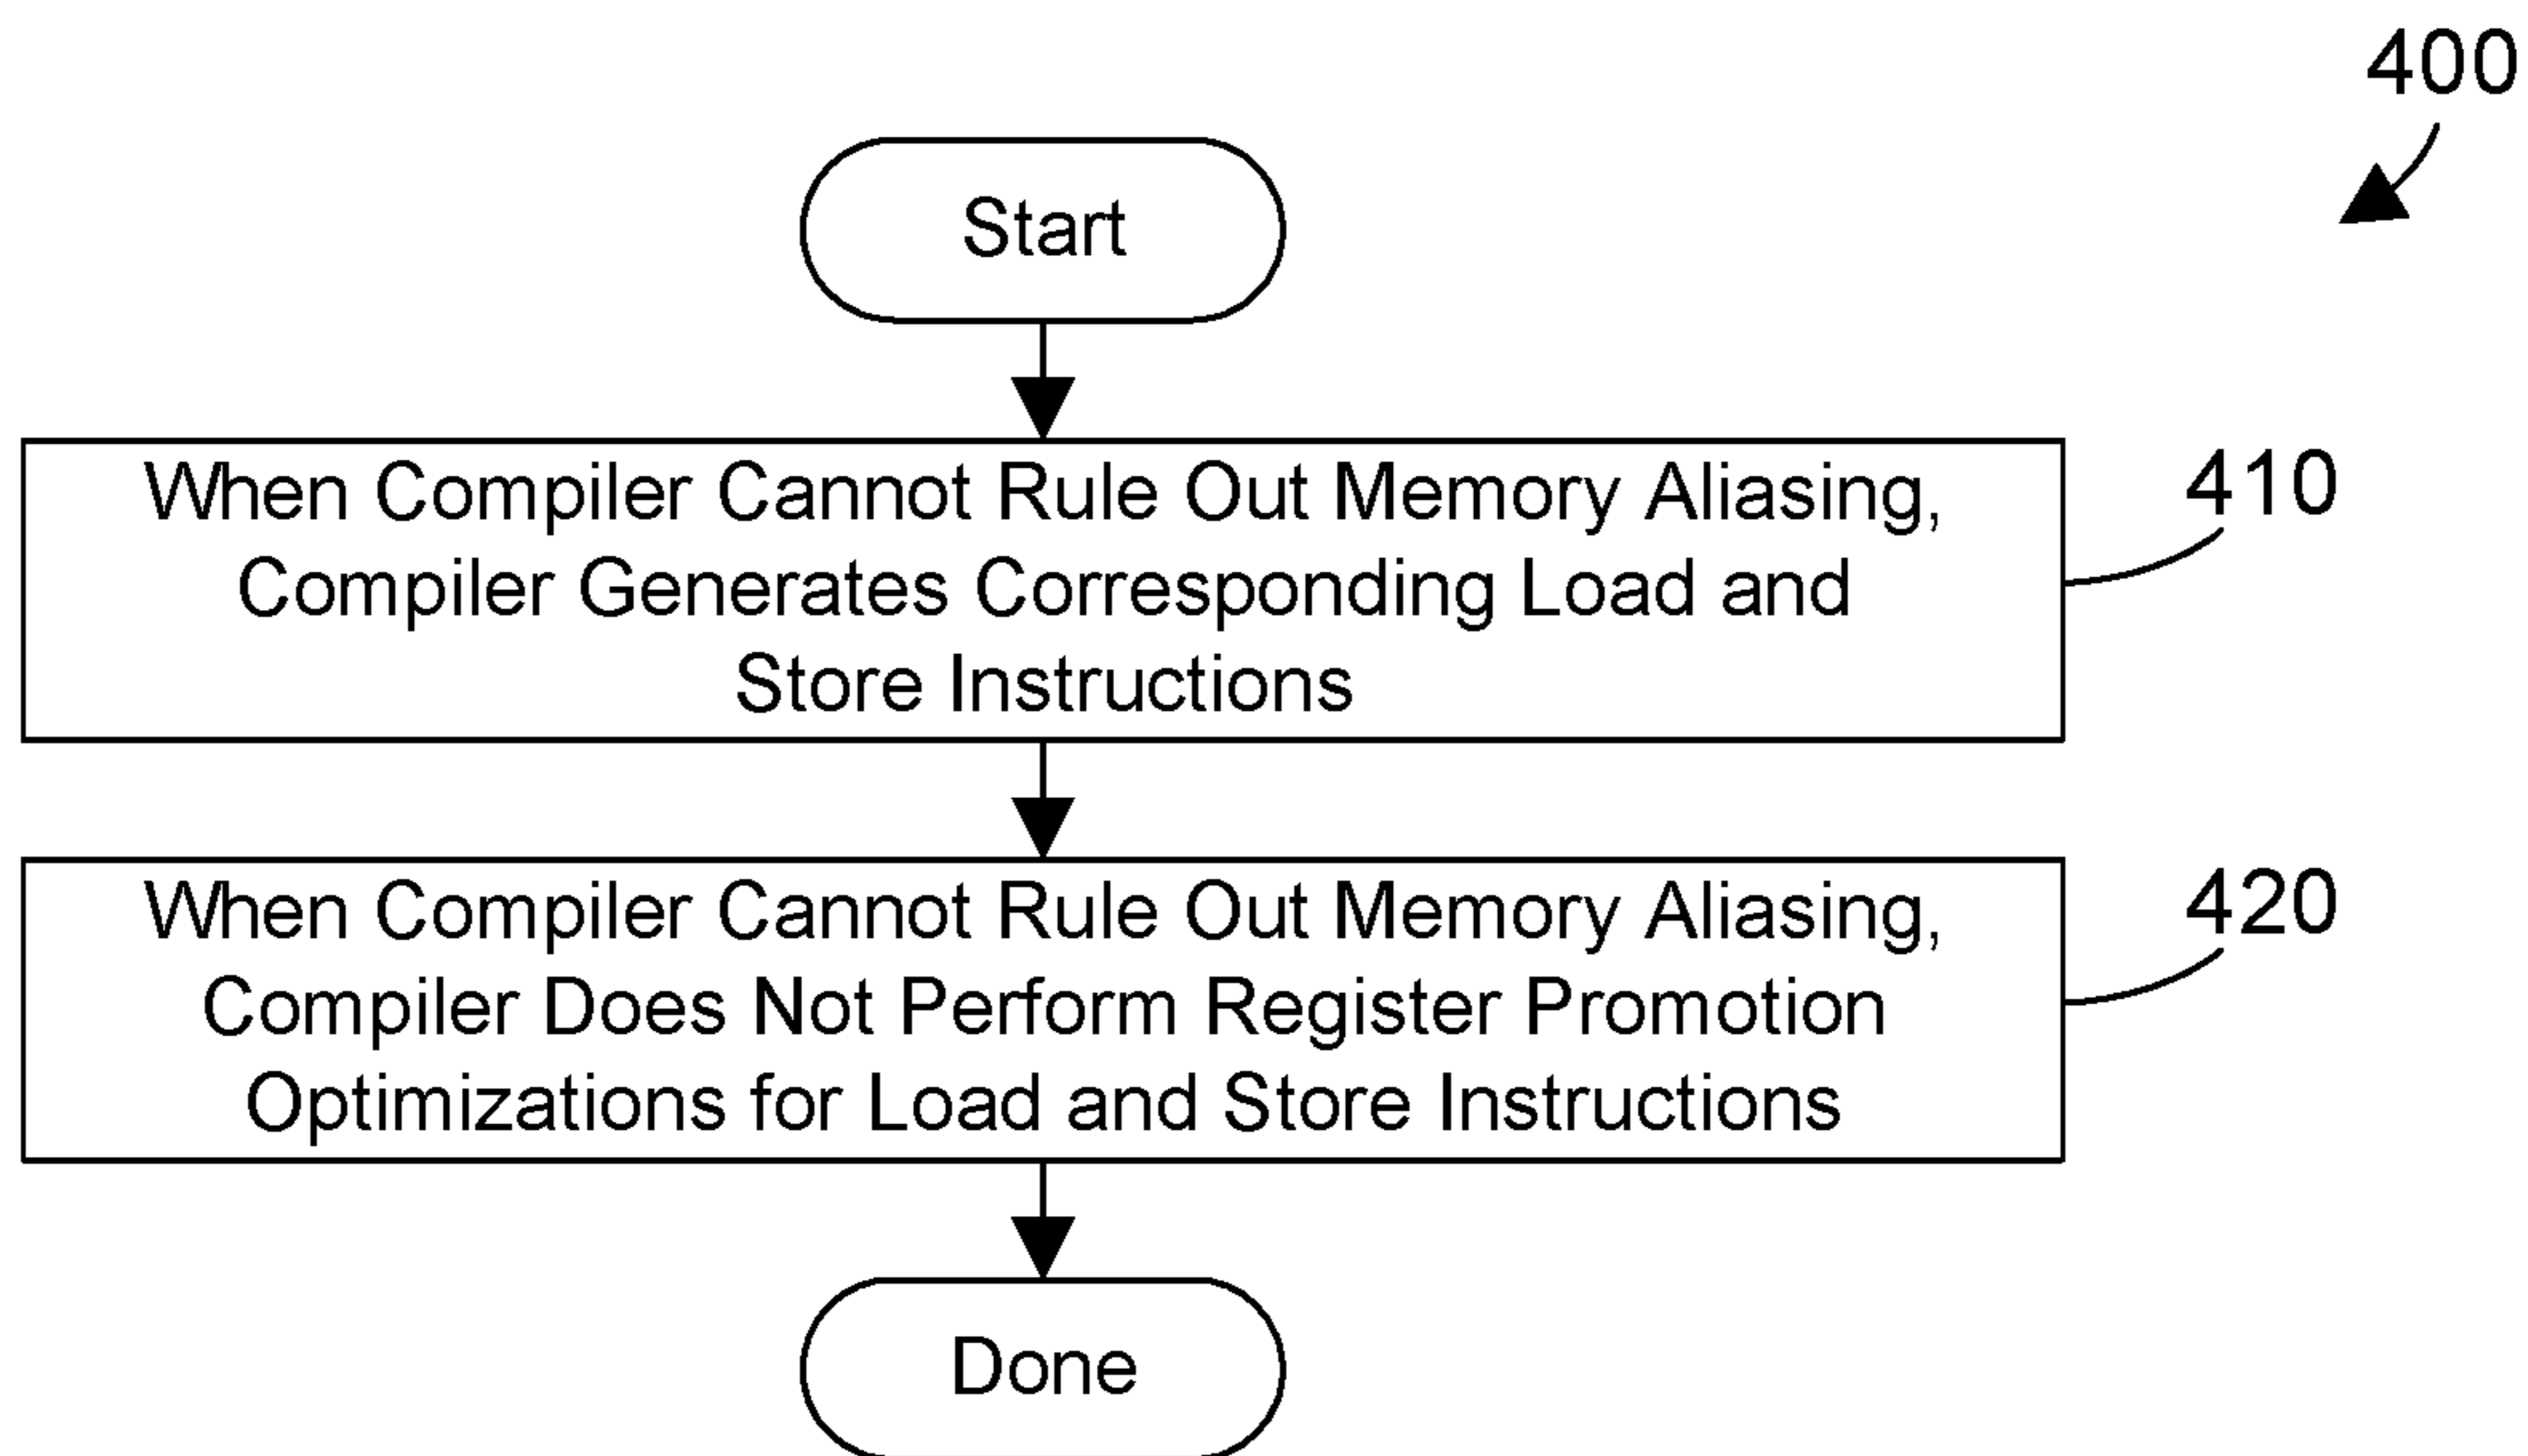 400
Start
When Compiler Cannot Rule Out Memory Aliasing,
Compiler Generates Corresponding Load and
Store Instructions
410
When Compiler Cannot Rule Out Memory Aliasing,
Compiler Does Not Perform Register Promotion
Optimizations for Load and Store Instructions
420
Done